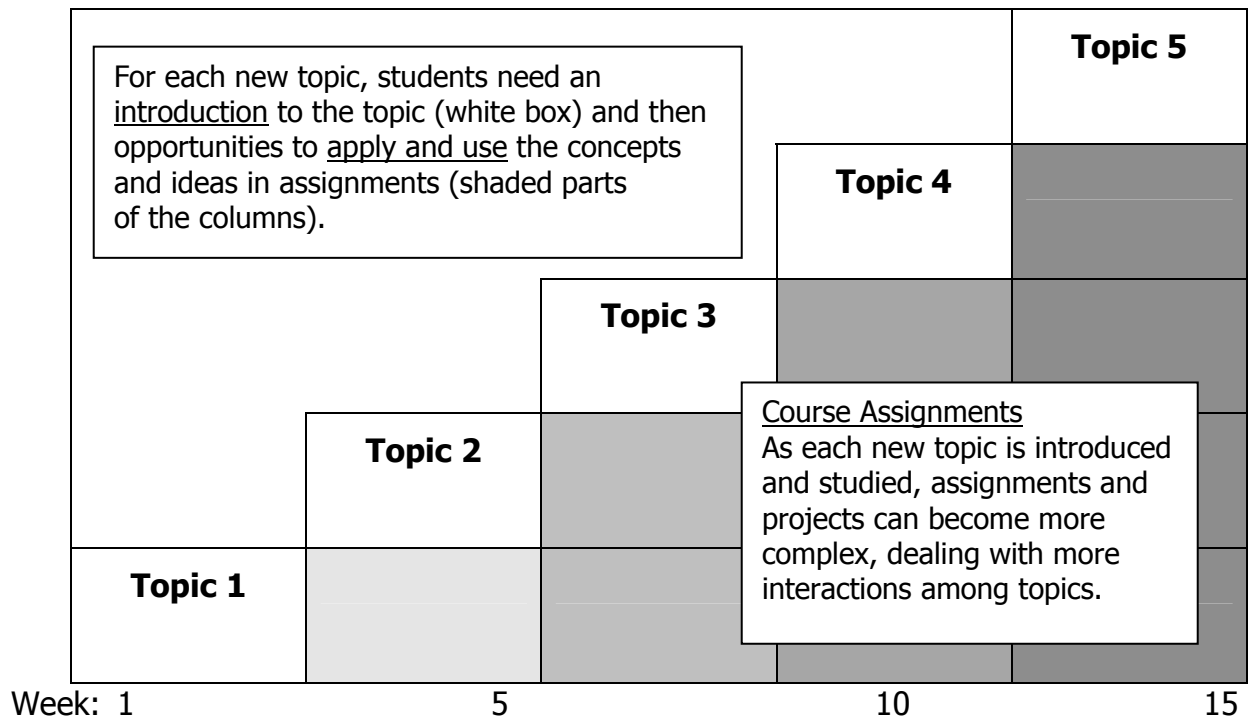 Topic 5
For each new topic, students need an
introduction to the topic (white box) and then
opportunities to apply and use the concepts
and ideas in assignments (shaded parts
of the columns).
Topic 4
Topic 3
Course Assignments
As each new topic is introduced
and studied, assignments and
projects can become more
complex, dealing with more
interactions among topics.
Topic 2
Topic 1
Week: 1 5 10 15